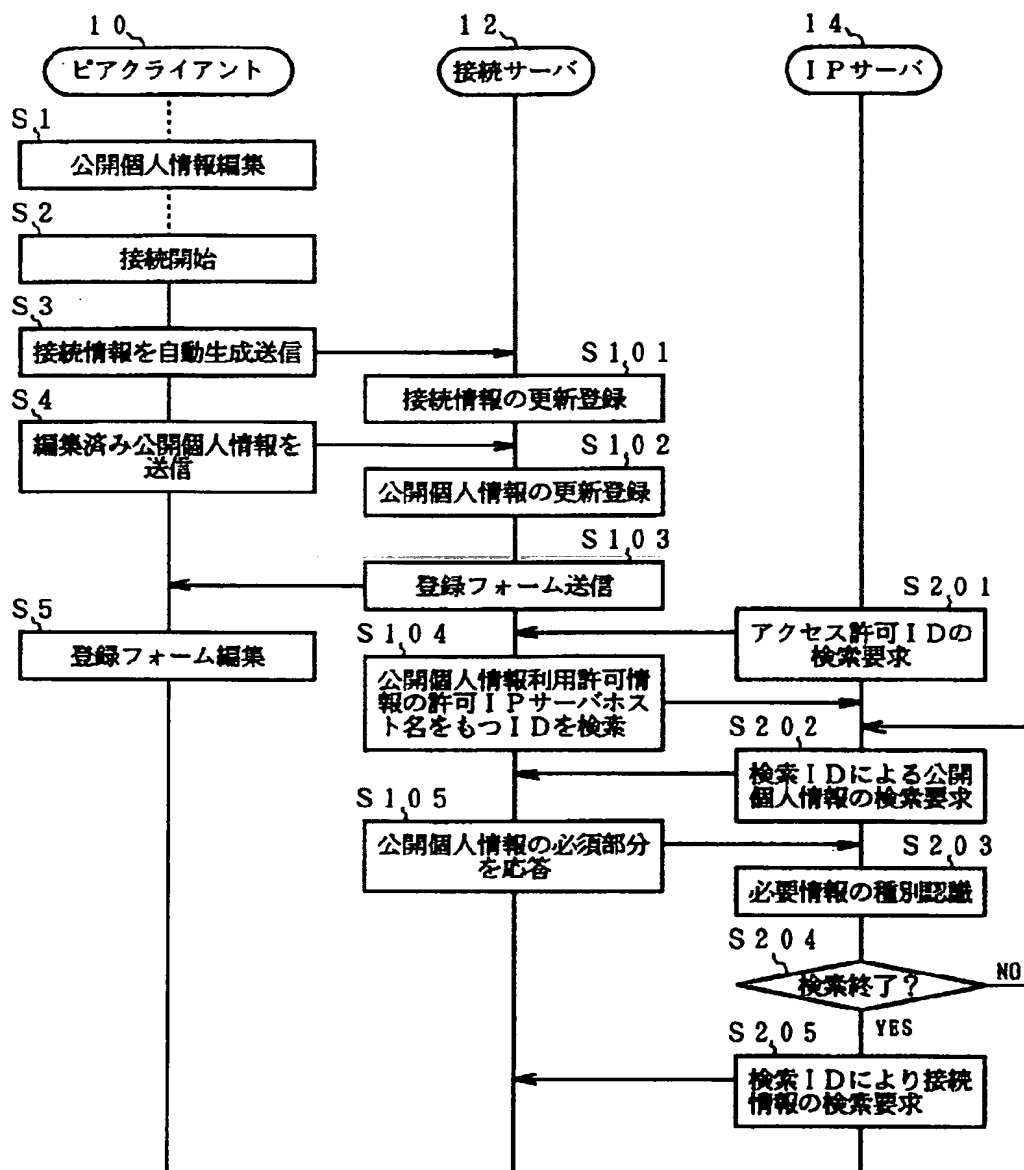 10
12
14
ピアクライアント
接続サーバ
IPサーバ
S1
公開個人情報編集
S2
接続開始
S3
接続情報を自動生成送信
S101
接続情報の更新登録
S4
編集済み公開個人情報を
送信
S102
公開個人情報の更新登録
S103
登録フォーム送信
S201
アクセス許可IDの
検索要求
S5
登録フォーム編集
S104
公開個人情報利用許可情
報の許可IPサーバホス
ト名をもつIDを検索
S202
検索IDによる公開
個人情報の検索要求
S105
公開個人情報の必須部分
を応答
S203
必要情報の種別認識
S204
検索終了?
NO
YES
S205
検索IDにより接続
情報の検索要求